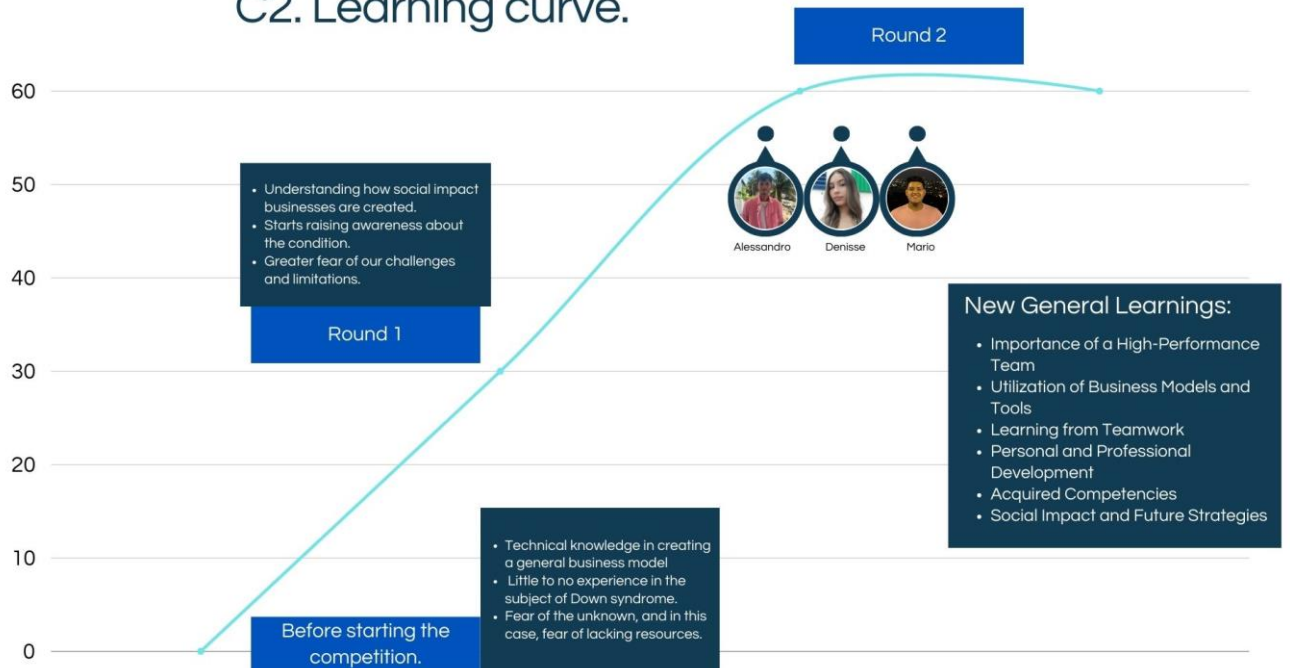 C2. Learning curve.
Round 2
60
50
40
30
20
10
0
• Understanding how social impact
businesses are created.
• Starts raising awareness about
the condition.
• Greater fear of our challenges
and limitations.
Round 1
Alessandro
Denisse
Mario
New General Learnings:
• Importance of a High-Performance
Team
• Utilization of Business Models and
Tools
• Learning from Teamwork
• Personal and Professional
Development
• Acquired Competencies
• Social Impact and Future Strategies
• Technical knowledge in creating
a general business model
• Little to no experience in the
subject of Down syndrome.
• Fear of the unknown, and in this
case, fear of lacking resources.
Before starting the
competition.